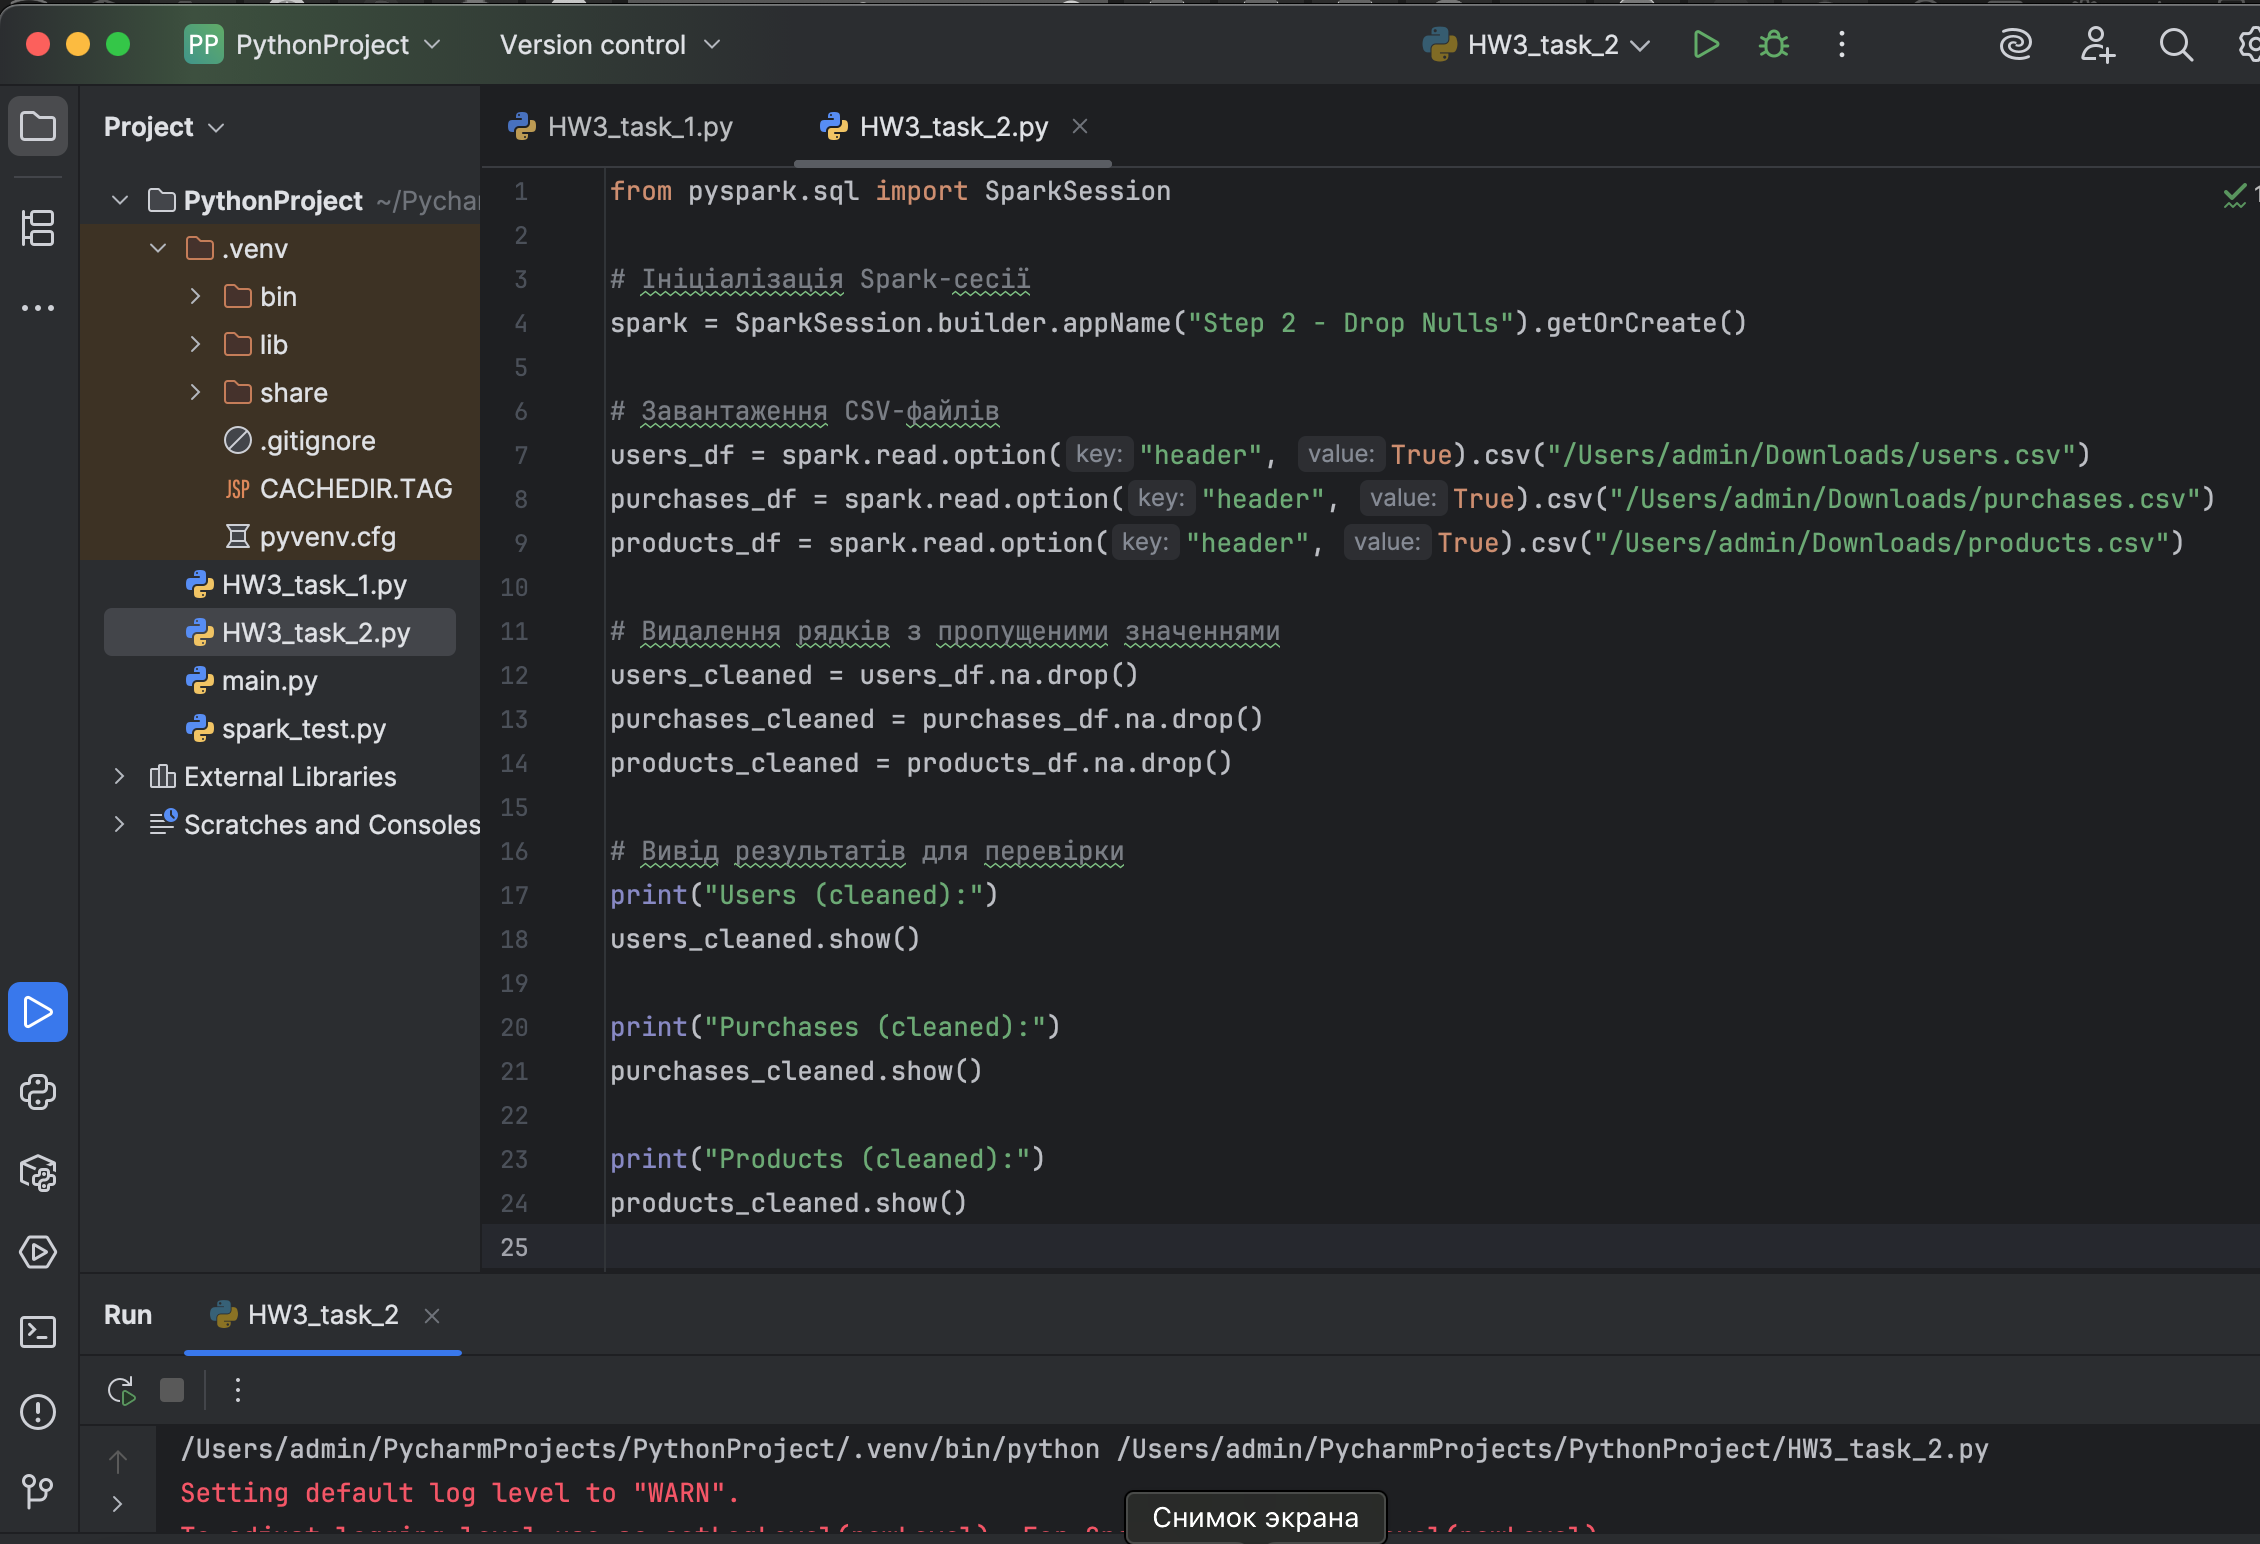 PP PythonProject
Version control
HW3_task_2
Project
HW3_task_1.py
HW3_task_2.py
PythonProject ~/Pychar
.venv
bin
lib
share
.gitignore
JSP CACHEDIR.TAG
pyvenv.cfg
HW3_task_1.py
HW3_task_2.py
main.py
spark_test.py
External Libraries
Scratches and Consoles
1 from pyspark.sql import SparkSession
2
3 # Ініціалізація Spark-сесії
4 spark = SparkSession.builder.appName("Step 2 - Drop Nulls").getOrCreate()
5
6 # Завантаження CSV-файлів
7 users_df = spark.read.option( key: "header", value: True).csv("/Users/admin/Downloads/users.csv")
8 purchases_df = spark.read.option( key: "header", value: True).csv("/Users/admin/Downloads/purchases.csv")
9 products_df = spark.read.option( key: "header", value: True).csv("/Users/admin/Downloads/products.csv")
10
11 # Видалення рядків з пропущеними значеннями
12 users_cleaned = users_df.na.drop()
13 purchases_cleaned = purchases_df.na.drop()
14 products_cleaned = products_df.na.drop()
15
16 # Вивід результатів для перевірки
17 print("Users (cleaned):")
18 users_cleaned.show()
19
20 print("Purchases (cleaned):")
21 purchases_cleaned.show()
22
23 print("Products (cleaned):")
24 products_cleaned.show()
25
Run
HW3_task_2
/Users/admin/PycharmProjects/PythonProject/.venv/bin/python /Users/admin/PycharmProjects/PythonProject/HW3_task_2.py
Setting default log level to "WARN".
Снимок экрана